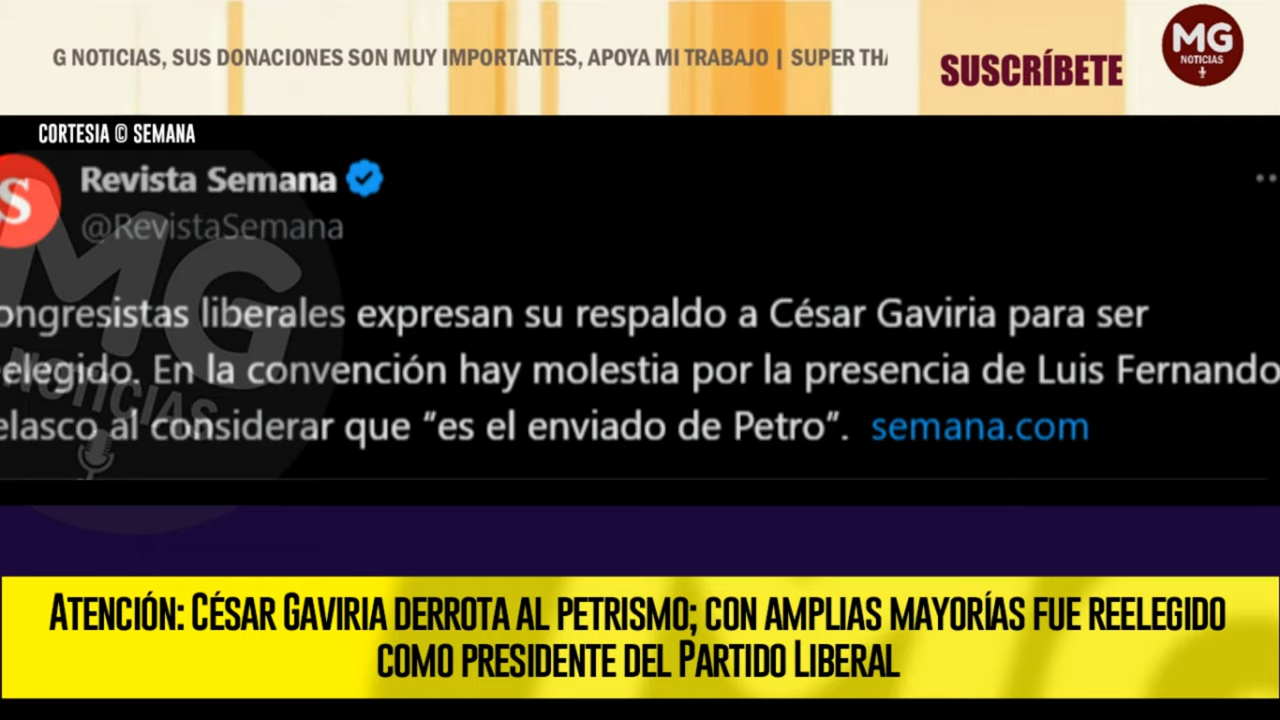 G NOTICIAS, SUS DONACIONES SON MUY IMPORTANTES, APOYA MI TRABAJO | SUPER THA
SUSCRÍBETE
MG
NOTICIAS
CORTESIA © SEMANA
S
Revista Semana
@RevistaSemana
MG
NOTICIAS
ongresistas liberales expresan su respaldo a César Gaviria para ser
elegido. En la convención hay molestia por la presencia de Luis Fernando
elasco al considerar que “es el enviado de Petro”. semana.com
ATENCIÓN: CÉSAR GAVIRIA DERROTA AL PETRISMO; CON AMPLIAS MAYORÍAS FUE REELEGIDO
COMO PRESIDENTE DEL PARTIDO LIBERAL